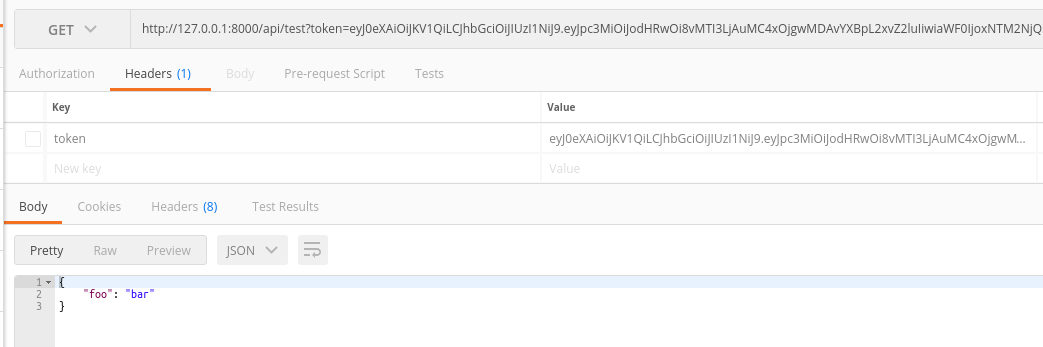 GET http://127.0.0.1:8000/api/test?token=eyJ0eXAiOiJKV1QiLCJhbGciOiJIUzI1NiJ9.eyJpc3MiOiJodHRwOi8vMTI3LjAuMC4xOjgwMDAvYXBpL2xvZ2luIiwiaWF0IjoxNTM2NjQ
Authorization Headers (1) Body Pre-request Script Tests
Key Value
token eyJ0eXAiOiJKV1QiLCJhbGciOiJIUzI1NiJ9.eyJpc3MiOiJodHRwOi8vMTI3LjAuMC4xOjgwM...
New key Value
Body Cookies Headers (8) Test Results
Pretty Raw Preview JSON
1 {
2 "foo": "bar"
3 }